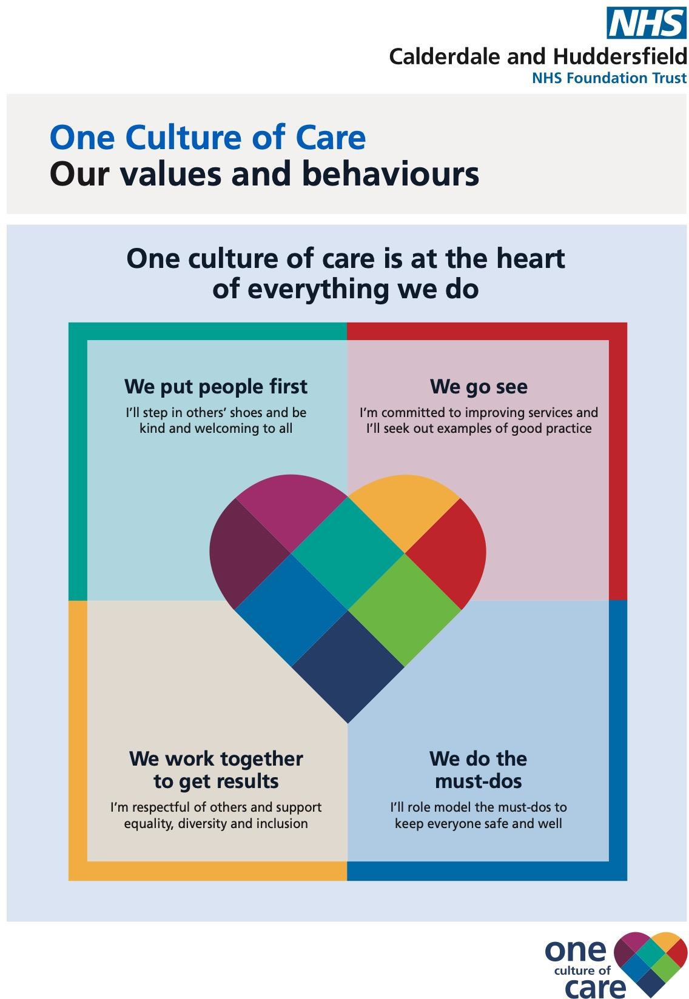 NHS
Calderdale and Huddersfield
NHS Foundation Trust
One Culture of Care
Our values and behaviours
One culture of care is at the heart
of everything we do
We put people first
I’ll step in others’ shoes and be
kind and welcoming to all
We go see
I’m committed to improving services and
I’ll seek out examples of good practice
We work together
to get results
I’m respectful of others and support
equality, diversity and inclusion
We do the
must-dos
I’ll role model the must-dos to
keep everyone safe and well
one
culture of
care